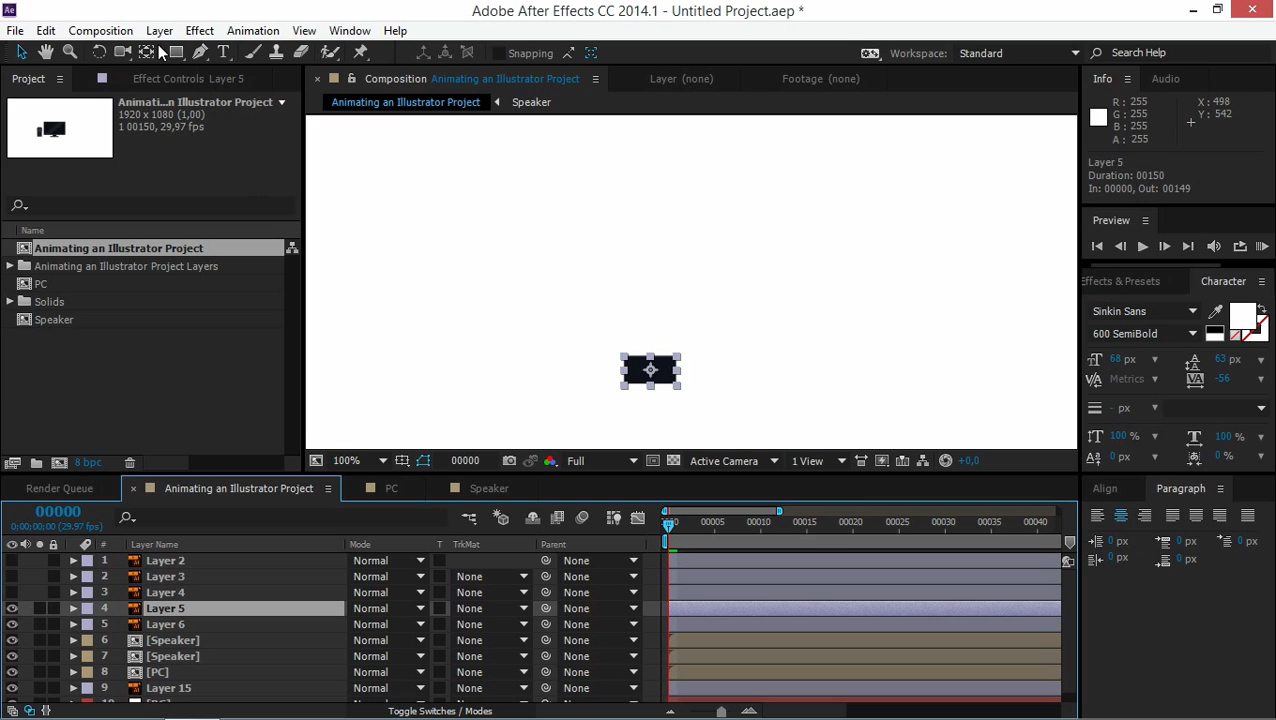 Adobe After Effects CC 2014.1 - Untitled Project.aep *
File Edit Composition Layer Effect Animation View Window Help
Snapping
Workspace: Standard
Search Help
Project
Effect Controls Layer 5
Composition Animating an Illustrator Project
Layer (none)
Footage (none)
Info
Audio
Animating an Illustrator Project
Speaker
Animati...n Illustrator Project
1920 x 1080 (1,00)
1 00150, 29,97 fps
R: 255
G: 255
B: 255
A: 255
X: 498
Y: 542
Layer 5
Duration: 00150
In: 00000, Out: 00149
Preview
Name
Animating an Illustrator Project
Animating an Illustrator Project Layers
PC
Solids
Speaker
Effects & Presets
Character
Sinkin Sans
600 SemiBold
68 px
63 px
Metrics
-56
- px
100 %
100 %
0 px
0 %
8 bpc
100%
00000
Full
Active Camera
1 View
+0,0
Render Queue
Animating an Illustrator Project
PC
Speaker
Align
Paragraph
00000
0;00;00;00 (29.97 fps)
00005 00010 00015 00020 00025 00030 00035 00040
Layer Name
Mode
T TrkMat
Parent
1 Layer 2 Normal None
2 Layer 3 Normal None None
3 Layer 4 Normal None None
4 Layer 5 Normal None None
5 Layer 6 Normal None None
6 [Speaker] Normal None None
7 [Speaker] Normal None None
8 [PC] Normal None None
9 Layer 15 Normal None None
0 px
0 px
0 px
0 px
0 px
Toggle Switches / Modes